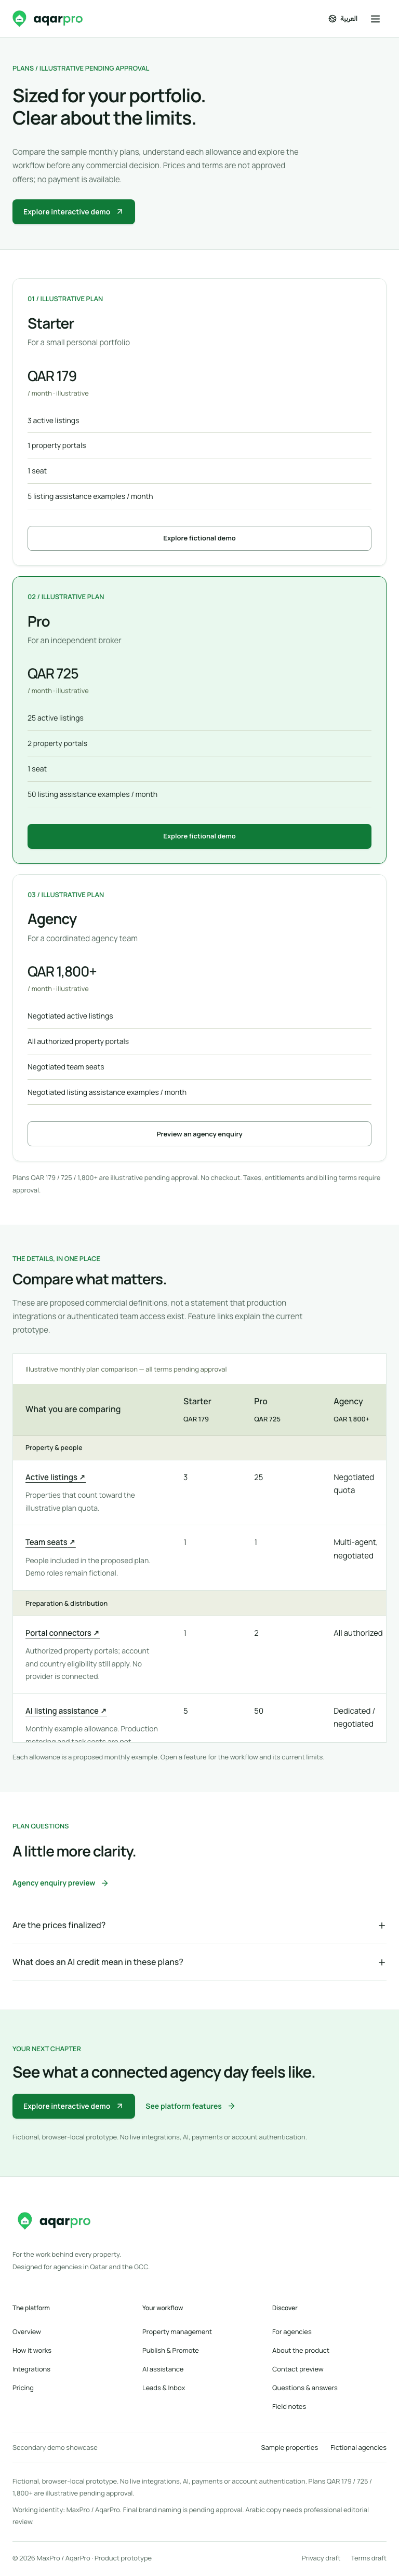 aqarpro
العربية
PLANS / ILLUSTRATIVE PENDING APPROVAL
Sized for your portfolio.
Clear about the limits.
Compare the sample monthly plans, understand each allowance and explore the
workflow before any commercial decision. Prices and terms are not approved
offers; no payment is available.
Explore interactive demo
01 / ILLUSTRATIVE PLAN
Starter
For a small personal portfolio
QAR 179
/ month · illustrative
3 active listings
1 property portals
1 seat
5 listing assistance examples / month
Explore fictional demo
02 / ILLUSTRATIVE PLAN
Pro
For an independent broker
QAR 725
/ month · illustrative
25 active listings
2 property portals
1 seat
50 listing assistance examples / month
Explore fictional demo
03 / ILLUSTRATIVE PLAN
Agency
For a coordinated agency team
QAR 1,800+
/ month · illustrative
Negotiated active listings
All authorized property portals
Negotiated team seats
Negotiated listing assistance examples / month
Preview an agency enquiry
Plans QAR 179 / 725 / 1,800+ are illustrative pending approval. No checkout. Taxes, entitlements and billing terms require
approval.
THE DETAILS, IN ONE PLACE
Compare what matters.
These are proposed commercial definitions, not a statement that production
integrations or authenticated team access exist. Feature links explain the current
prototype.
Illustrative monthly plan comparison — all terms pending approval
What you are comparing Starter Pro Agency
QAR 179 QAR 725 QAR 1,800+
Property & people
Active listings ↗ 3 25 Negotiated
quota
Properties that count toward the
illustrative plan quota.
Team seats ↗ 1 1 Multi-agent,
negotiated
People included in the proposed plan.
Demo roles remain fictional.
Preparation & distribution
Portal connectors ↗ 1 2 All authorized
Authorized property portals; account
and country eligibility still apply. No
provider is connected.
AI listing assistance ↗ 5 50 Dedicated /
negotiated
Monthly example allowance. Production
metering and task costs are not
Each allowance is a proposed monthly example. Open a feature for the workflow and its current limits.
PLAN QUESTIONS
A little more clarity.
Agency enquiry preview
Are the prices finalized?
What does an AI credit mean in these plans?
YOUR NEXT CHAPTER
See what a connected agency day feels like.
Explore interactive demo See platform features
Fictional, browser-local prototype. No live integrations, AI, payments or account authentication.
aqarpro
For the work behind every property.
Designed for agencies in Qatar and the GCC.
The platform Your workflow Discover
Overview Property management For agencies
How it works Publish & Promote About the product
Integrations AI assistance Contact preview
Pricing Leads & Inbox Questions & answers
Field notes
Secondary demo showcase Sample properties Fictional agencies
Fictional, browser-local prototype. No live integrations, AI, payments or account authentication. Plans QAR 179 / 725 /
1,800+ are illustrative pending approval.
Working identity: MaxPro / AqarPro. Final brand naming is pending approval. Arabic copy needs professional editorial
review.
© 2026 MaxPro / AqarPro · Product prototype Privacy draft Terms draft